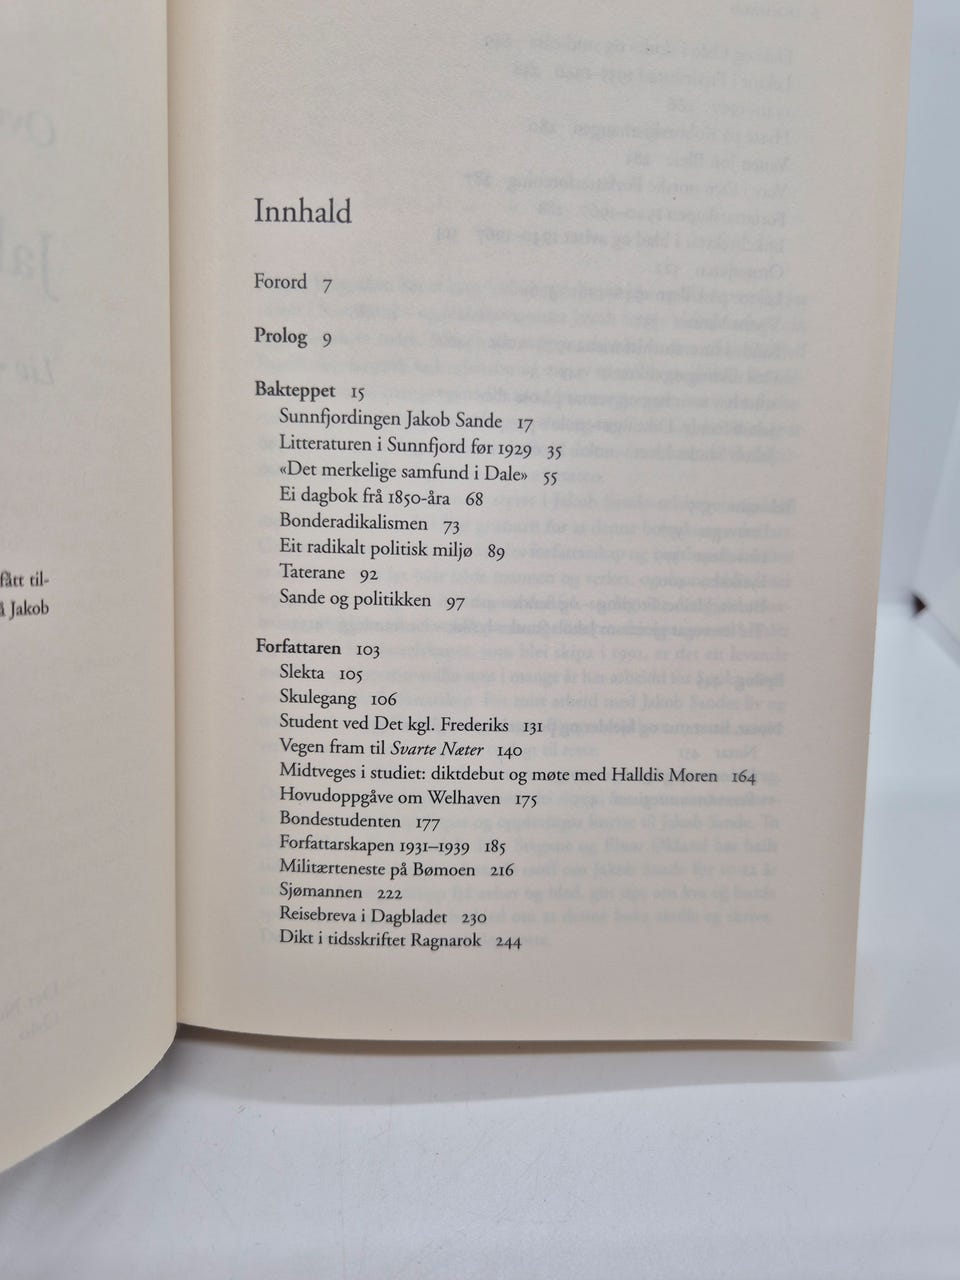 fått til-
å Jakob
Innhald
Forord 7
Prolog 9
Bakteppet 15
Sunnfjordingen Jakob Sande 17
Litteraturen i Sunnfjord før 1929 35
«Det merkelige samfund i Dale» 55
Ei dagbok frå 1850-åra 68
Bonderadikalismen 73
Eit radikalt politisk miljø 89
Taterane 92
Sande og politikken 97
Forfattaren 103
Slekta 105
Skulegang 106
Student ved Det kgl. Frederiks 131
Vegen fram til Svarte Næter 140
Midtveges i studiet: diktdebut og møte med Halldis Moren 164
Hovudoppgåve om Welhaven 175
Bondestudenten 177
Forfattarskapen 1931–1939 185
Militærteneste på Bømoen 216
Sjømannen 222
Reisebreva i Dagbladet 230
Dikt i tidsskriftet Ragnarok 244